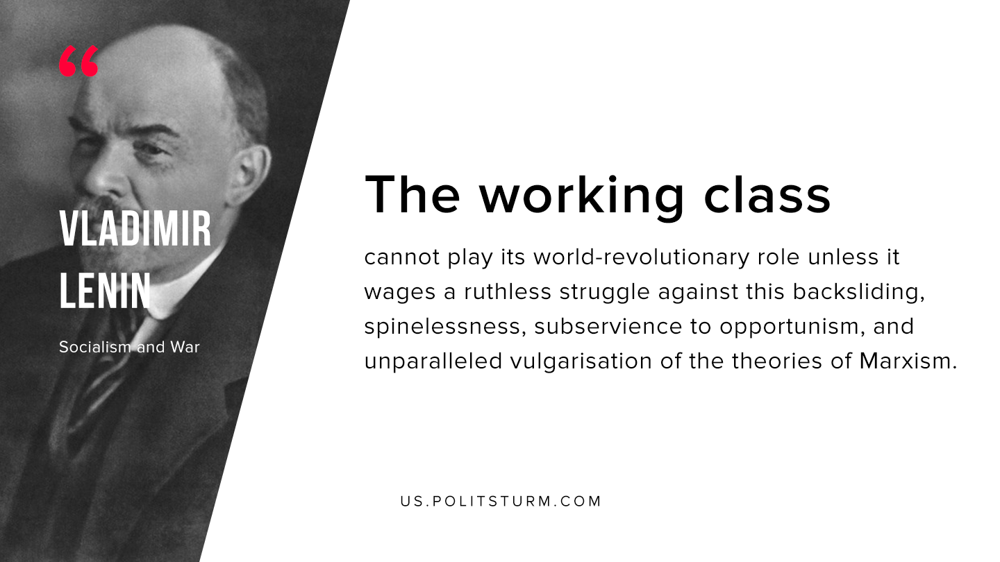 “
VLADIMIR
LENIN
Socialism and War
The working class
cannot play its world-revolutionary role unless it
wages a ruthless struggle against this backsliding,
spinelessness, subservience to opportunism, and
unparalleled vulgarisation of the theories of Marxism.
US.POLITSTURM.COM